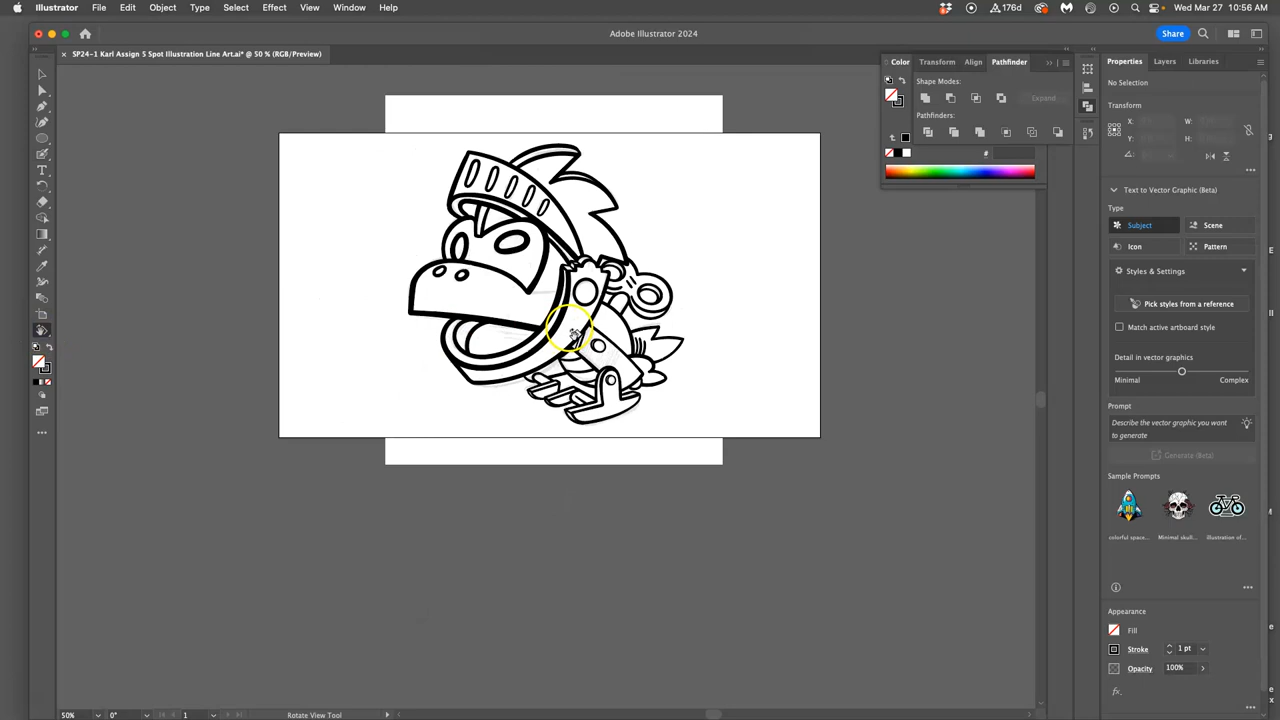 Illustrator File Edit Object Type Select Effect View Window Help 176d Wed Mar 27 10:56 AM
Adobe Illustrator 2024
Share
SP24-1 Karl Assign 5 Spot Illustration Line Art.ai* @ 50 % (RGB/Preview)
Color Transform Align Pathfinder
Properties Layers Libraries
Shape Modes:
No Selection
Expand
Transform
Pathfinders:
X: W:
Y: H:
#
Text to Vector Graphic (Beta)
Type
Subject Scene
Icon Pattern
Styles & Settings
Pick styles from a reference
Match active artboard style
Detail in vector graphics
Minimal Complex
Prompt
Describe the vector graphic you want
to generate
Generate (Beta)
Sample Prompts
colorful space... Minimal skull... illustration of...
Appearance
Fill
Stroke 1 pt
Opacity 100%
fx.
50% 0° 1 Rotate View Tool